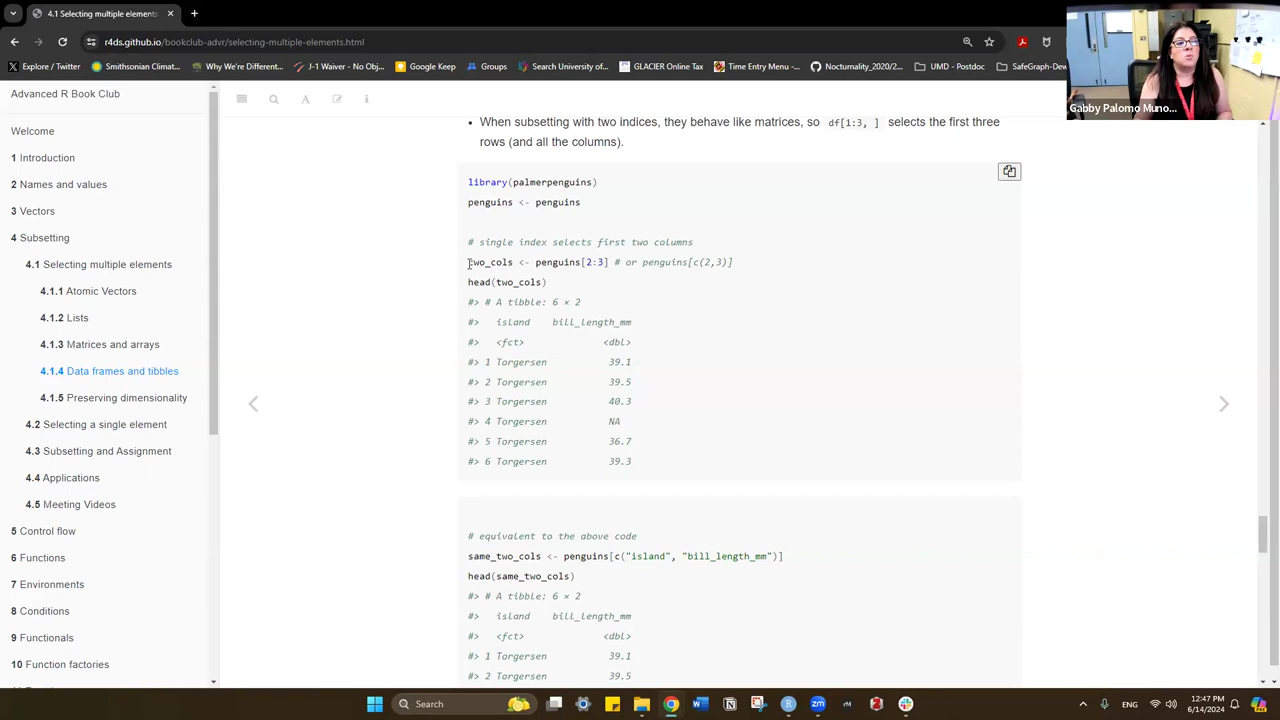 4.1 Selecting multiple elements
r4ds.github.io/bookclub-advr/selecting-multiple-elements.html
Explore / Twitter
Smithsonian Climat...
Why We're Different...
J-1 Waiver - No Obj...
Google Keep
University of...
GLACIER Online Tax
Time Entry Menu -...
Nocturnality_2020/2...
UMD - Postdoc
SafeGraph-Dew
Gabby Palomo Muno...
Advanced R Book Club
Welcome
1 Introduction
2 Names and values
3 Vectors
4 Subsetting
4.1 Selecting multiple elements
4.1.1 Atomic Vectors
4.1.2 Lists
4.1.3 Matrices and arrays
4.1.4 Data frames and tibbles
4.1.5 Preserving dimensionality
4.2 Selecting a single element
4.3 Subsetting and Assignment
4.4 Applications
4.5 Meeting Videos
5 Control flow
6 Functions
7 Environments
8 Conditions
9 Functionals
10 Function factories
When subsetting with two indices, they behave like matrices, so df[1:3, ] selects the first three
rows (and all the columns).
library(palmerpenguins)
penguins <- penguins
# single index selects first two columns
two_cols <- penguins[2:3] # or penguins[c(2,3)]
head(two_cols)
#> # A tibble: 6 × 2
#> island bill_length_mm
#> <fct> <dbl>
#> 1 Torgersen 39.1
#> 2 Torgersen 39.5
#> 3 Torgersen 40.3
#> 4 Torgersen NA
#> 5 Torgersen 36.7
#> 6 Torgersen 39.3
# equivalent to the above code
same_two_cols <- penguins[c("island", "bill_length_mm")]
head(same_two_cols)
#> # A tibble: 6 × 2
#> island bill_length_mm
#> <fct> <dbl>
#> 1 Torgersen 39.1
#> 2 Torgersen 39.5
Search
12:47 PM
6/14/2024